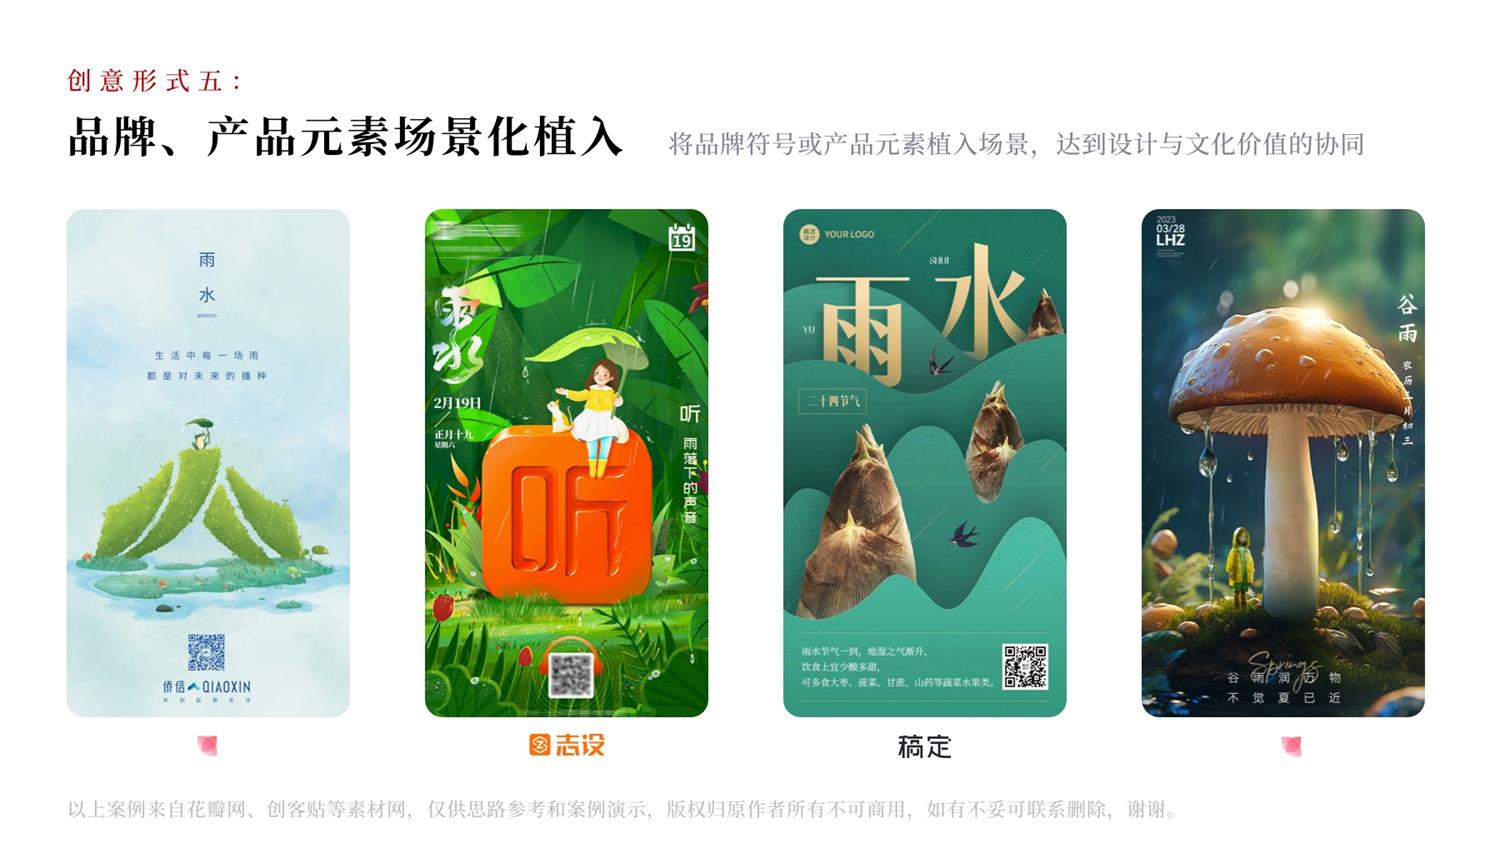 创意形式五：
品牌、产品元素场景化植入
将品牌符号或产品元素植入场景，达到设计与文化价值的协同
雨
水
生活中每一场雨
都是对未来的播种
侨信 QIAOXIN
共创品质生活
19
雨水
2月19日
正月十九
星期六
听
雨落下的声音
听
志设
稿定设计
YOUR LOGO
SHUI
雨水
YU
二十四节气
雨水节气一到，地湿之气渐升，
饮食上宜少酸多甜，
可多食大枣、菠菜、甘蔗、山药等蔬菜水果类。
稿定
2023
03/28
LHZ
谷雨
农历二月初三
Springs
谷雨润万物
不觉夏已近
以上案例来自花瓣网、创客贴等素材网，仅供思路参考和案例演示，版权归原作者所有不可商用，如有不妥可联系删除，谢谢。